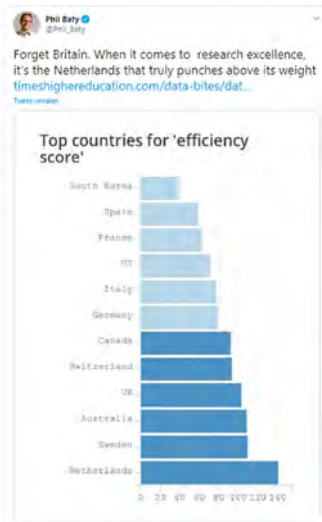 Phil Baty
@Phil_Baty
Forget Britain. When it comes to research excellence,
it's the Netherlands that truly punches above its weight
timeshighereducation.com/data-bites/dat...
Top countries for 'efficiency
score'
South Korea
Spain
France
US
Italy
Germany
Canada
Switzerland
UK
Australia
Sweden
Netherlands
0 20 40 60 80 100 120 140